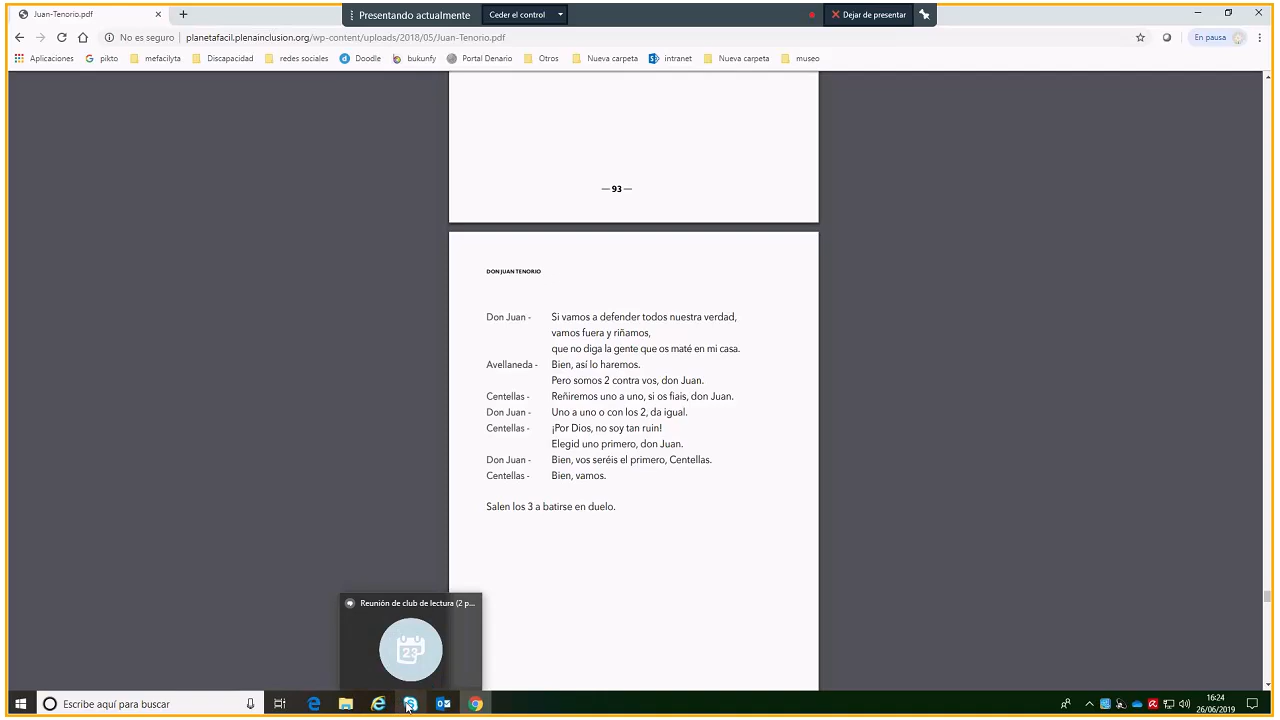 Juan-Tenorio.pdf
Presentando actualmente
Ceder el control
Dejar de presentar
No es seguro
planetafacil.plenainclusion.org/wp-content/uploads/2018/05/Juan-Tenorio.pdf
En pausa
Aplicaciones
pikto
mefacilyta
Discapacidad
redes sociales
Doodle
bukunfy
Portal Denario
Otros
Nueva carpeta
intranet
Nueva carpeta
museo
— 93 —
DON JUAN TENORIO
Don Juan - Si vamos a defender todos nuestra verdad,
vamos fuera y riñamos,
que no diga la gente que os maté en mi casa.
Avellaneda - Bien, así lo haremos.
Pero somos 2 contra vos, don Juan.
Centellas - Reñiremos uno a uno, si os fiais, don Juan.
Don Juan - Uno a uno o con los 2, da igual.
Centellas - ¡Por Dios, no soy tan ruin!
Elegid uno primero, don Juan.
Don Juan - Bien, vos seréis el primero, Centellas.
Centellas - Bien, vamos.
Salen los 3 a batirse en duelo.
Reunión de club de lectura (2 p...
23
Escribe aquí para buscar
16:24
26/06/2019